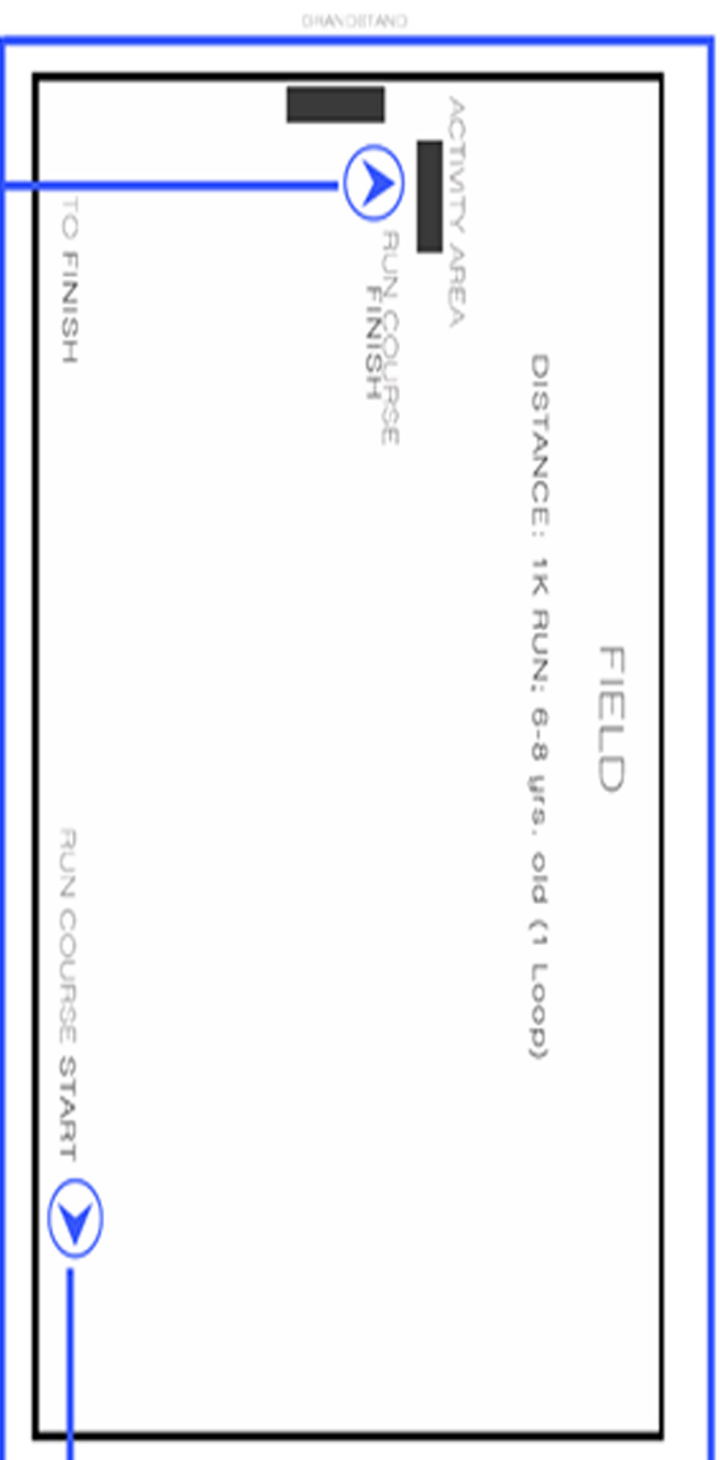 GRANDSTAND
ACTIVITY AREA
RUN COURSE
FINISH
TO FINISH
DISTANCE: 1K RUN; 6-8 yrs. old (1 Loop)
FIELD
RUN COURSE START